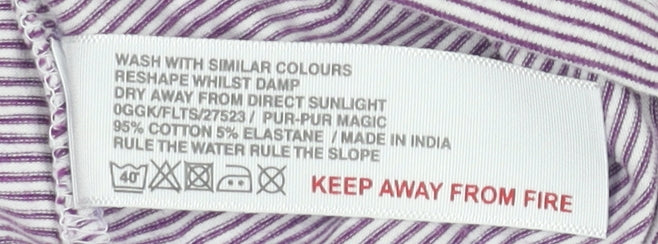 WASH WITH SIMILAR COLOURS
RESHAPE WHILST DAMP
DRY AWAY FROM DIRECT SUNLIGHT
0GGK/FLTS/27523 / PUR-PUR MAGIC
95% COTTON 5% ELASTANE / MADE IN INDIA
RULE THE WATER RULE THE SLOPE
40° KEEP AWAY FROM FIRE